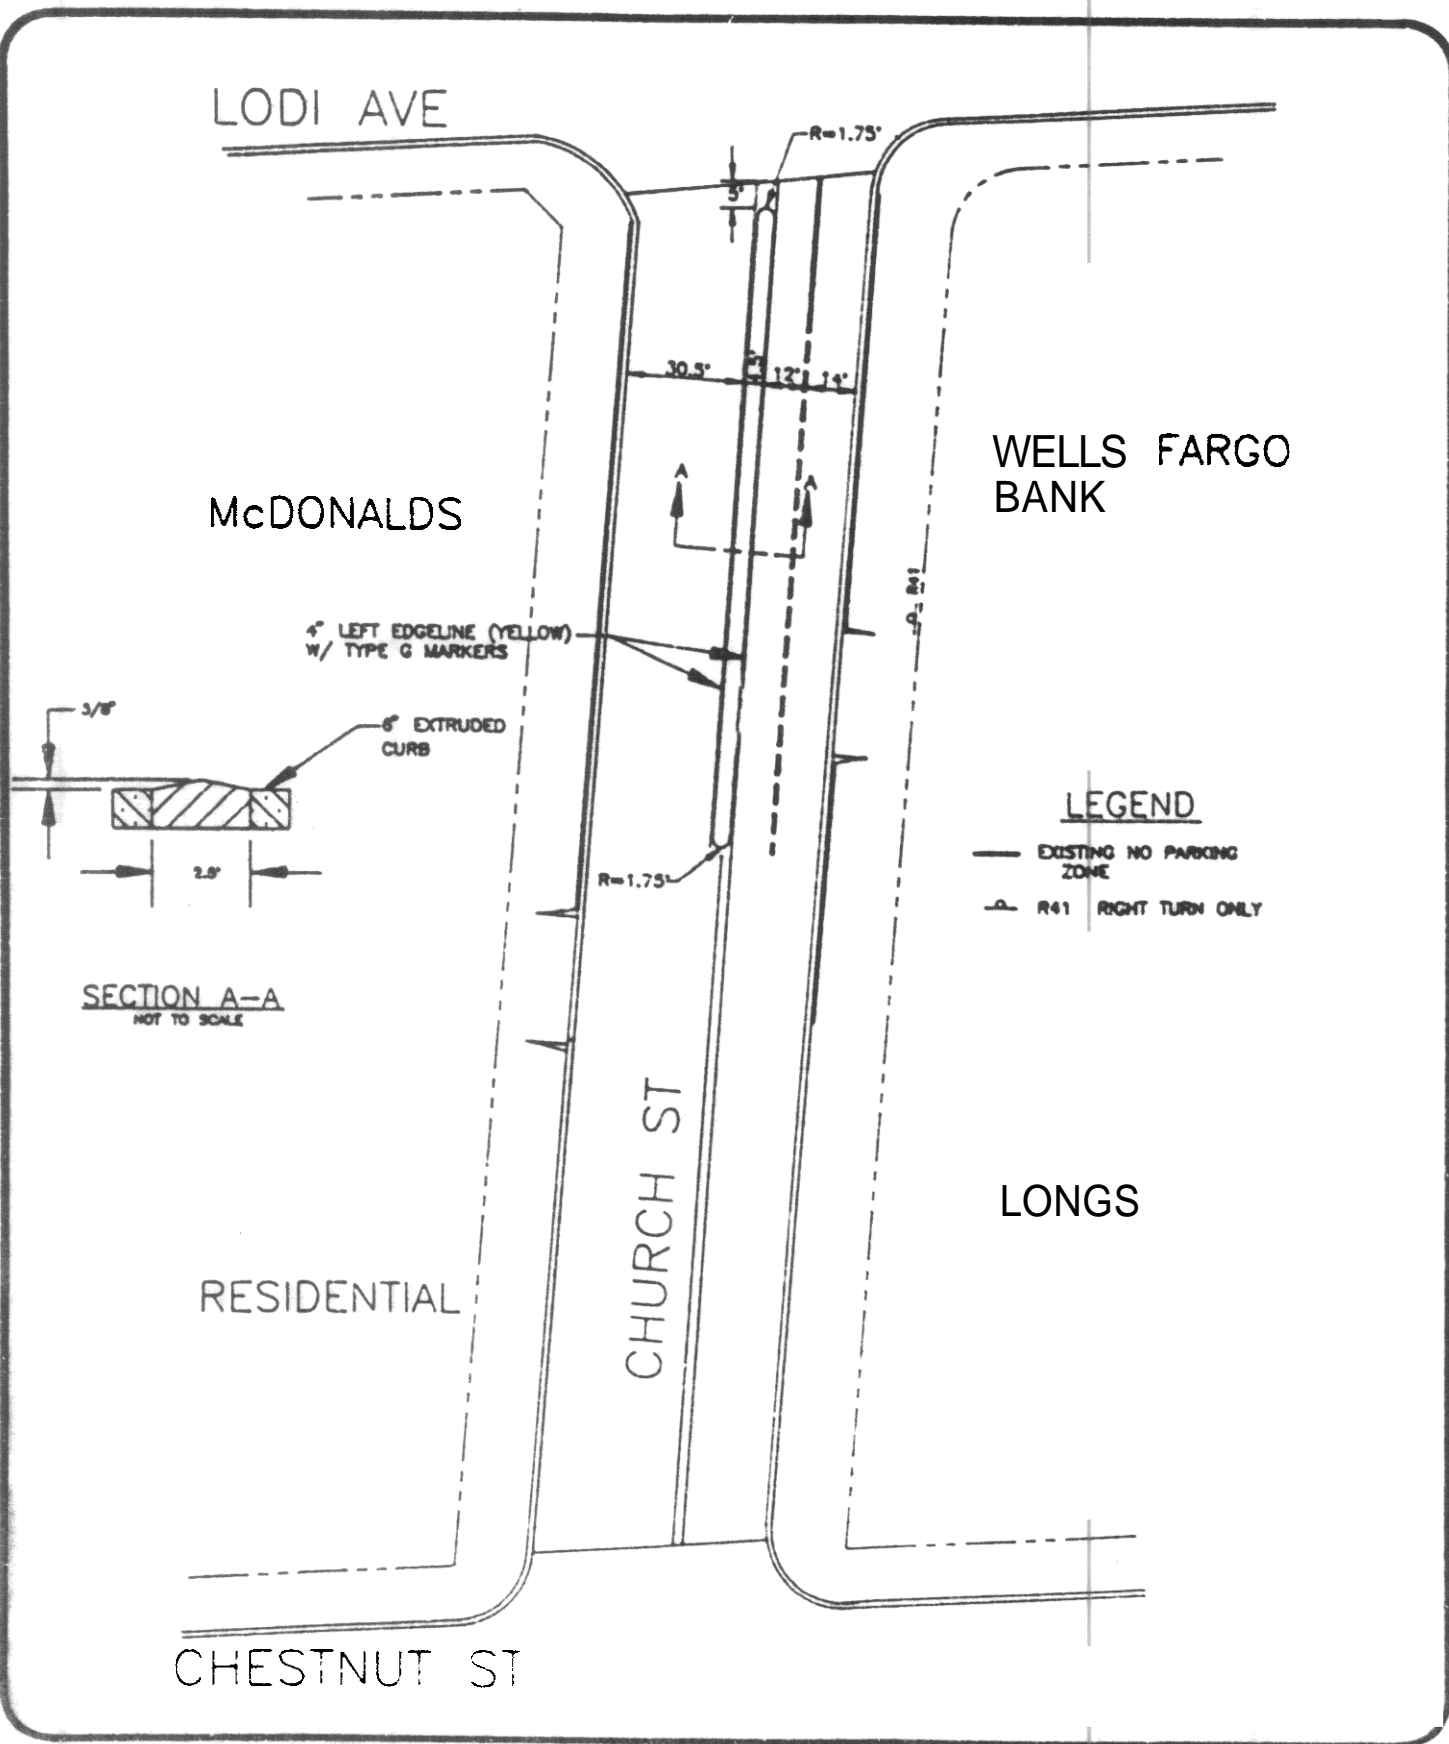 LODI AVE
R=1.75'
5'
30.5'
12'
14'
WELLS FARGO
BANK
McDONALDS
A
A
R41
4" LEFT EDGELINE (YELLOW)
W/ TYPE G MARKERS
3/8"
6" EXTRUDED
CURB
2.5'
R=1.75'
LEGEND
EXISTING NO PARKING
ZONE
R41 RIGHT TURN ONLY
SECTION A-A
NOT TO SCALE
CHURCH ST
LONGS
RESIDENTIAL
CHESTNUT ST